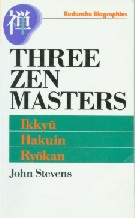 禅
Kodansha Biographies
THREE
ZEN
MASTERS
Ikkyū
Hakuin
Ryōkan
John Stevens